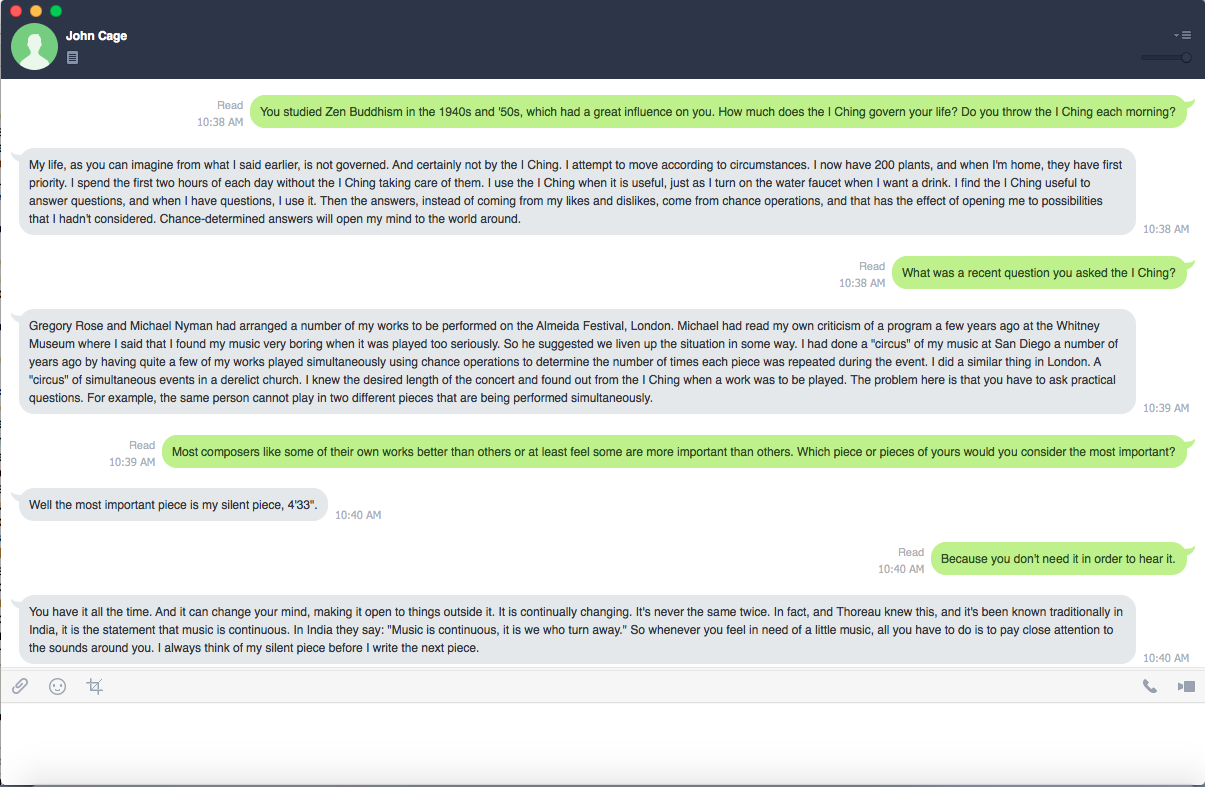 John Cage
Read
10:38 AM
You studied Zen Buddhism in the 1940s and '50s, which had a great influence on you. How much does the I Ching govern your life? Do you throw the I Ching each morning?
My life, as you can imagine from what I said earlier, is not governed. And certainly not by the I Ching. I attempt to move according to circumstances. I now have 200 plants, and when I'm home, they have first
priority. I spend the first two hours of each day without the I Ching taking care of them. I use the I Ching when it is useful, just as I turn on the water faucet when I want a drink. I find the I Ching useful to
answer questions, and when I have questions, I use it. Then the answers, instead of coming from my likes and dislikes, come from chance operations, and that has the effect of opening me to possibilities
that I hadn't considered. Chance-determined answers will open my mind to the world around.
10:38 AM
Read
10:38 AM
What was a recent question you asked the I Ching?
Gregory Rose and Michael Nyman had arranged a number of my works to be performed on the Almeida Festival, London. Michael had read my own criticism of a program a few years ago at the Whitney
Museum where I said that I found my music very boring when it was played too seriously. So he suggested we liven up the situation in some way. I had done a "circus" of my music at San Diego a number of
years ago by having quite a few of my works played simultaneously using chance operations to determine the number of times each piece was repeated during the event. I did a similar thing in London. A
"circus" of simultaneous events in a derelict church. I knew the desired length of the concert and found out from the I Ching when a work was to be played. The problem here is that you have to ask practical
questions. For example, the same person cannot play in two different pieces that are being performed simultaneously.
10:39 AM
Read
10:39 AM
Most composers like some of their own works better than others or at least feel some are more important than others. Which piece or pieces of yours would you consider the most important?
Well the most important piece is my silent piece, 4'33".
10:40 AM
Read
10:40 AM
Because you don't need it in order to hear it.
You have it all the time. And it can change your mind, making it open to things outside it. It is continually changing. It's never the same twice. In fact, and Thoreau knew this, and it's been known traditionally in
India, it is the statement that music is continuous. In India they say: "Music is continuous, it is we who turn away." So whenever you feel in need of a little music, all you have to do is to pay close attention to
the sounds around you. I always think of my silent piece before I write the next piece.
10:40 AM